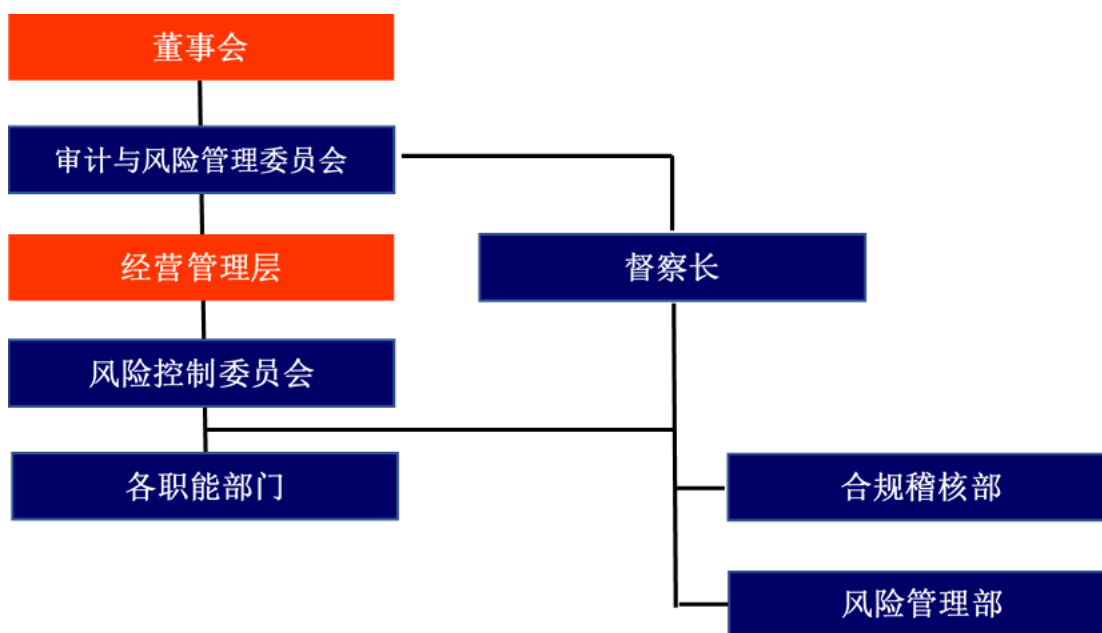 董事会
审计与风险管理委员会
经营管理层
督察长
风险控制委员会
各职能部门
合规稽核部
风险管理部